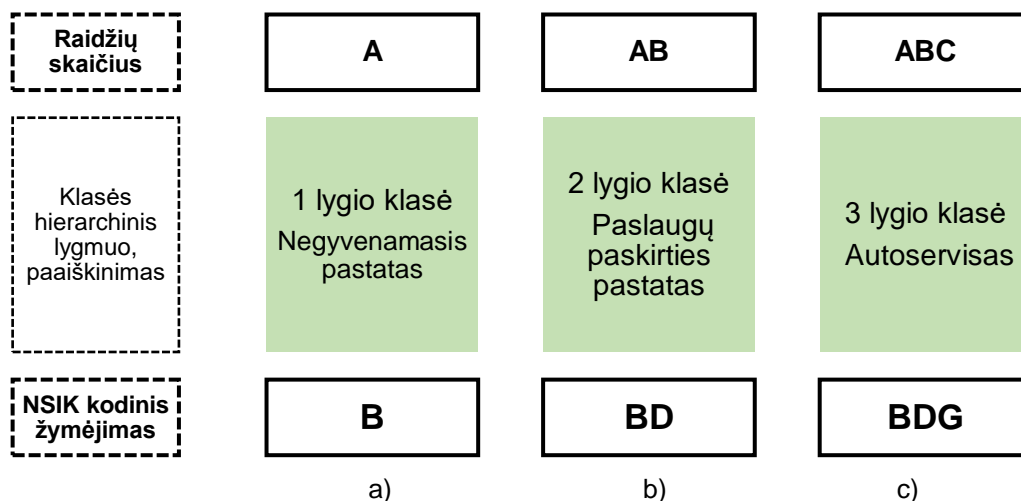 Raidžių
skaičius
A
AB
ABC
Klasės
hierarchinis
lygmuo,
paaiškinimas
1 lygio klasė
Negyvenamasis
pastatas
2 lygio klasė
Paslaugų
paskirties
pastatas
3 lygio klasė
Autoservisas
NSIK kodinis
žymėjimas
B
BD
BDG
a)
b)
c)